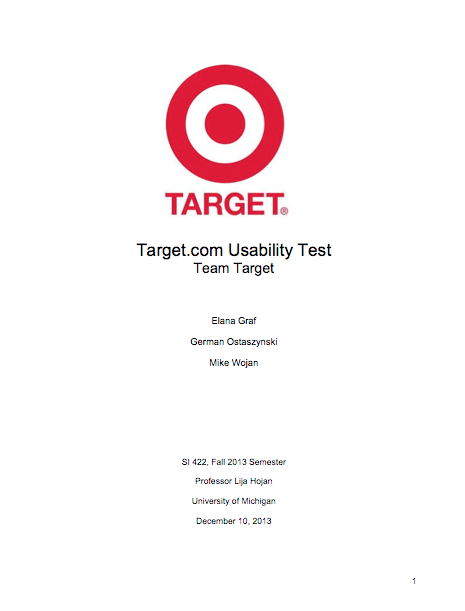 TARGET®
Target.com Usability Test
Team Target
Elana Graf
German Ostaszynski
Mike Wojan
SI 422, Fall 2013 Semester
Professor Lija Hojan
University of Michigan
December 10, 2013
1